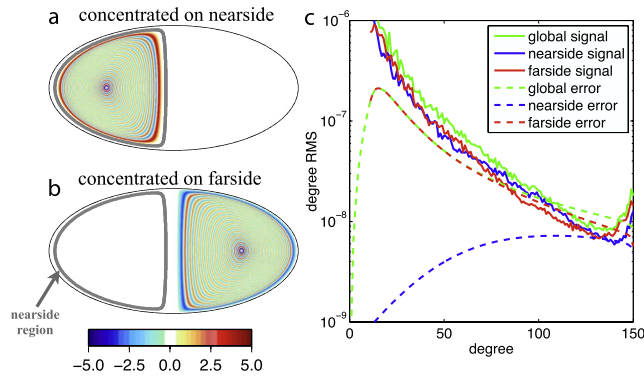 a
concentrated on nearside
b
concentrated on farside
nearside
region
−5.0 −2.5 0.0 2.5 5.0
c
10−6
10−7
10−8
10−9
degree RMS
global signal
nearside signal
farside signal
global error
nearside error
farside error
0 50 100 150
degree